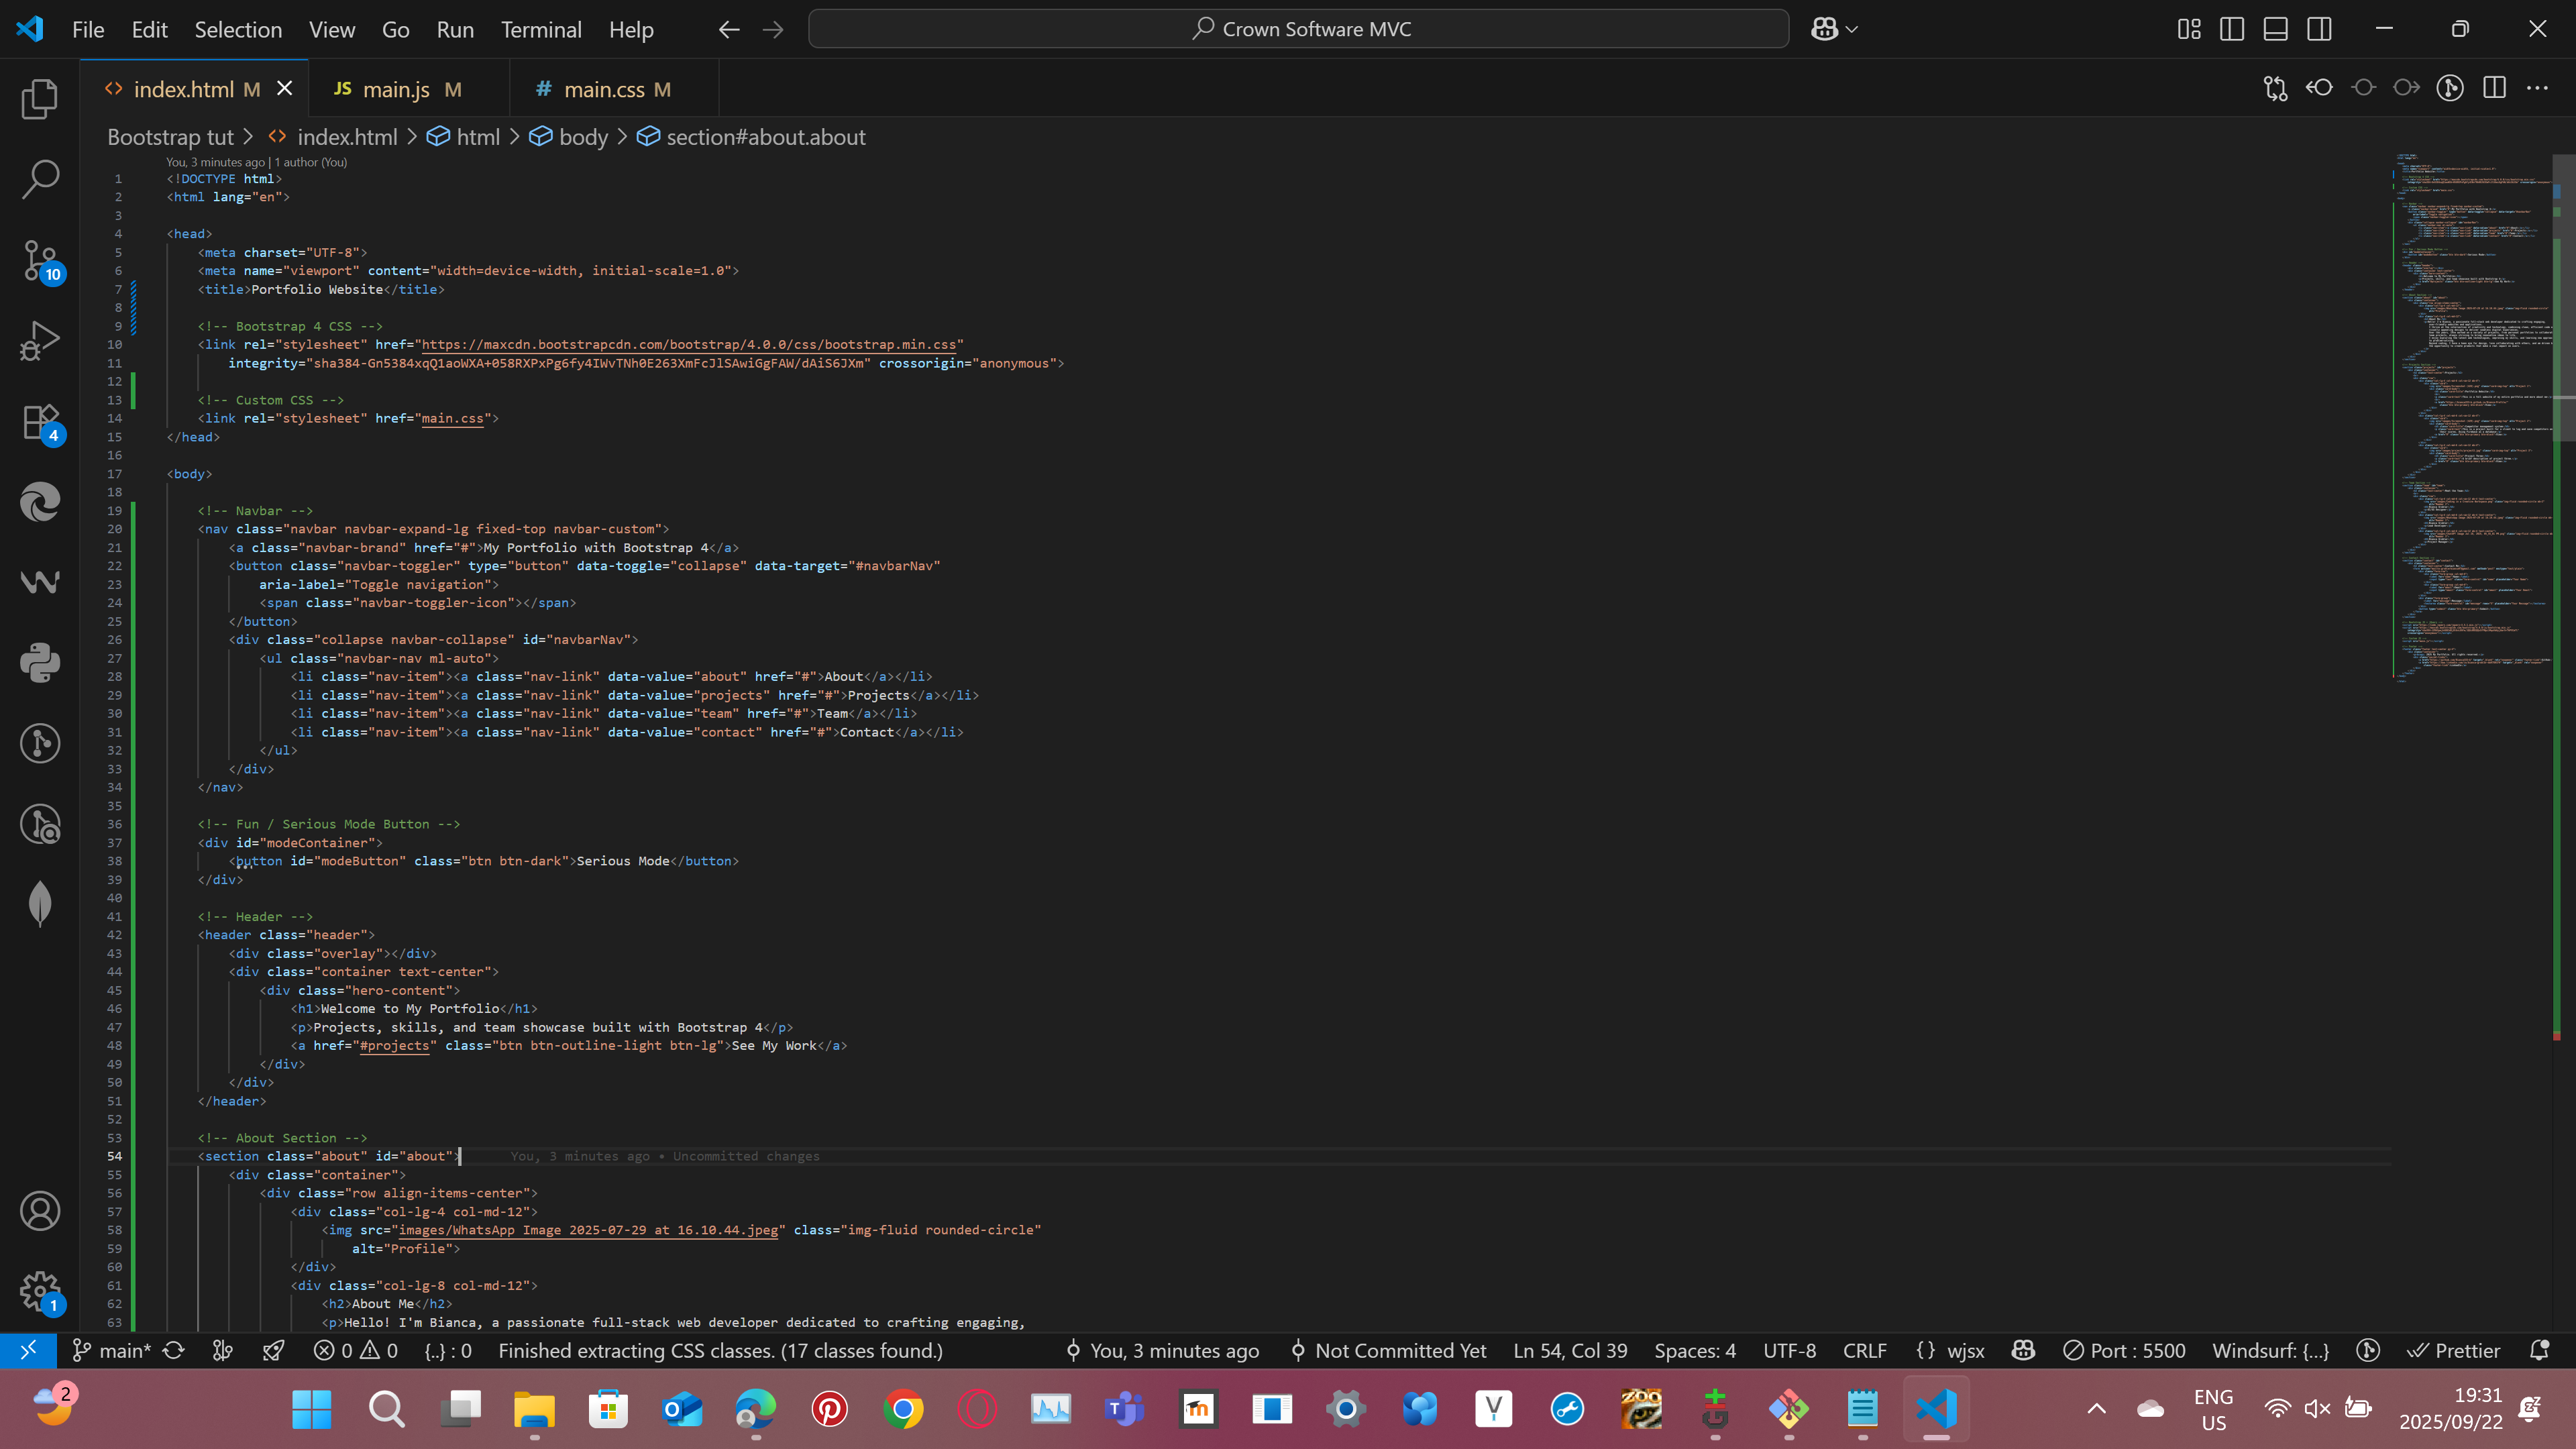 File Edit Selection View Go Run Terminal Help
Crown Software MVC
index.html M
JS main.js M
# main.css M
Bootstrap tut > index.html > html > body > section#about.about
You, 3 minutes ago | 1 author (You)
1 <!DOCTYPE html>
2 <html lang="en">
3
4 <head>
5 <meta charset="UTF-8">
6 <meta name="viewport" content="width=device-width, initial-scale=1.0">
7 <title>Portfolio Website</title>
8
9 <!-- Bootstrap 4 CSS -->
10 <link rel="stylesheet" href="https://maxcdn.bootstrapcdn.com/bootstrap/4.0.0/css/bootstrap.min.css"
11 integrity="sha384-Gn5384xqQ1aoWXA+058RXPxPg6fy4IWvTNh0E263XmFcJlSAwiGgFAW/dAiS6JXm" crossorigin="anonymous">
12
13 <!-- Custom CSS -->
14 <link rel="stylesheet" href="main.css">
15 </head>
16
17 <body>
18
19 <!-- Navbar -->
20 <nav class="navbar navbar-expand-lg fixed-top navbar-custom">
21 <a class="navbar-brand" href="#">My Portfolio with Bootstrap 4</a>
22 <button class="navbar-toggler" type="button" data-toggle="collapse" data-target="#navbarNav"
23 aria-label="Toggle navigation">
24 <span class="navbar-toggler-icon"></span>
25 </button>
26 <div class="collapse navbar-collapse" id="navbarNav">
27 <ul class="navbar-nav ml-auto">
28 <li class="nav-item"><a class="nav-link" data-value="about" href="#">About</a></li>
29 <li class="nav-item"><a class="nav-link" data-value="projects" href="#">Projects</a></li>
30 <li class="nav-item"><a class="nav-link" data-value="team" href="#">Team</a></li>
31 <li class="nav-item"><a class="nav-link" data-value="contact" href="#">Contact</a></li>
32 </ul>
33 </div>
34 </nav>
35
36 <!-- Fun / Serious Mode Button -->
37 <div id="modeContainer">
38 <button id="modeButton" class="btn btn-dark">Serious Mode</button>
39 </div>
40
41 <!-- Header -->
42 <header class="header">
43 <div class="overlay"></div>
44 <div class="container text-center">
45 <div class="hero-content">
46 <h1>Welcome to My Portfolio</h1>
47 <p>Projects, skills, and team showcase built with Bootstrap 4</p>
48 <a href="#projects" class="btn btn-outline-light btn-lg">See My Work</a>
49 </div>
50 </div>
51 </header>
52
53 <!-- About Section -->
54 <section class="about" id="about"> You, 3 minutes ago • Uncommitted changes
55 <div class="container">
56 <div class="row align-items-center">
57 <div class="col-lg-4 col-md-12">
58 <img src="images/WhatsApp Image 2025-07-29 at 16.10.44.jpeg" class="img-fluid rounded-circle"
59 alt="Profile">
60 </div>
61 <div class="col-lg-8 col-md-12">
62 <h2>About Me</h2>
63 <p>Hello! I'm Bianca, a passionate full-stack web developer dedicated to crafting engaging,
10
4
1
main* 0 0 {..} : 0 Finished extracting CSS classes. (17 classes found.) You, 3 minutes ago Not Committed Yet Ln 54, Col 39 Spaces: 4 UTF-8 CRLF {} wjsx Port : 5500 Windsurf: {...} Prettier
2
ZOO
ENG
US
19:31
2025/09/22